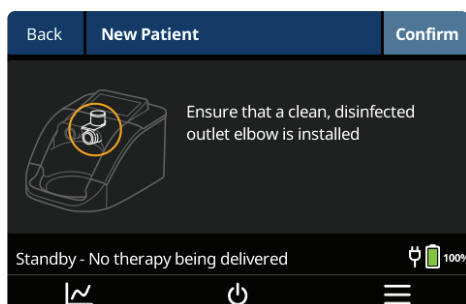 Back New Patient Confirm
Ensure that a clean, disinfected
outlet elbow is installed
Standby - No therapy being delivered 100%